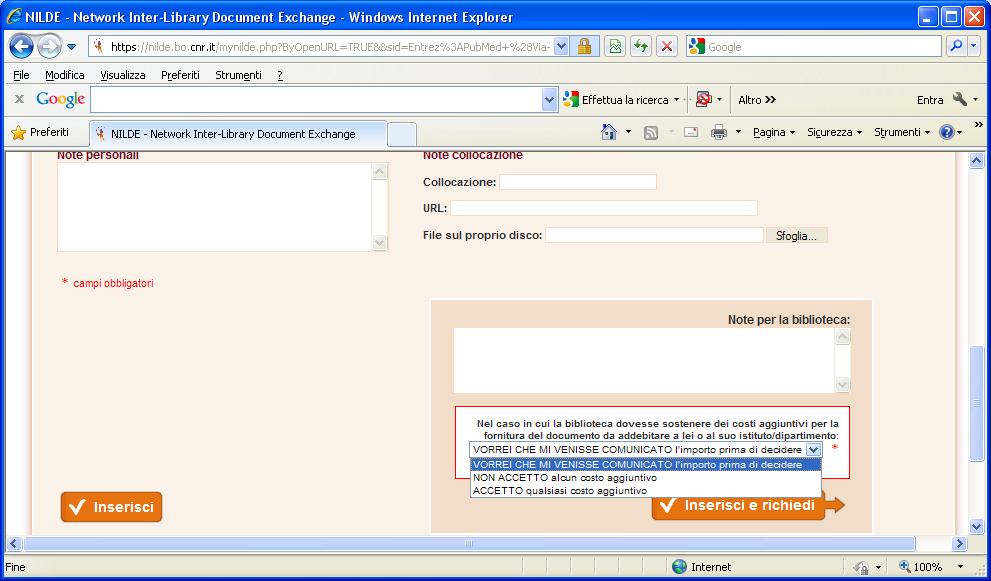 NILDE - Network Inter-Library Document Exchange - Windows Internet Explorer
https://nilde.bo.cnr.it/mynilde.php?ByOpenURL=TRUE&&sid=Entrez%3APubMed+%28Via-
Google
File Modifica Visualizza Preferiti Strumenti ?
x Google Effettua la ricerca Altro >> Entra
Preferiti NILDE - Network Inter-Library Document Exchange Pagina Sicurezza Strumenti >>
Note personali
Note collocazione
Collocazione:
URL:
File sul proprio disco: Sfoglia...
* campi obbligatori
Note per la biblioteca:
Nel caso in cui la biblioteca dovesse sostenere dei costi aggiuntivi per la
fornitura del documento da addebitare a lei o al suo istituto/dipartimento:
VORREI CHE MI VENISSE COMUNICATO l'importo prima di decidere *
VORREI CHE MI VENISSE COMUNICATO l'importo prima di decidere
NON ACCETTO alcun costo aggiuntivo
ACCETTO qualsiasi costo aggiuntivo
Inserisci
Inserisci e richiedi
Fine Internet 100%